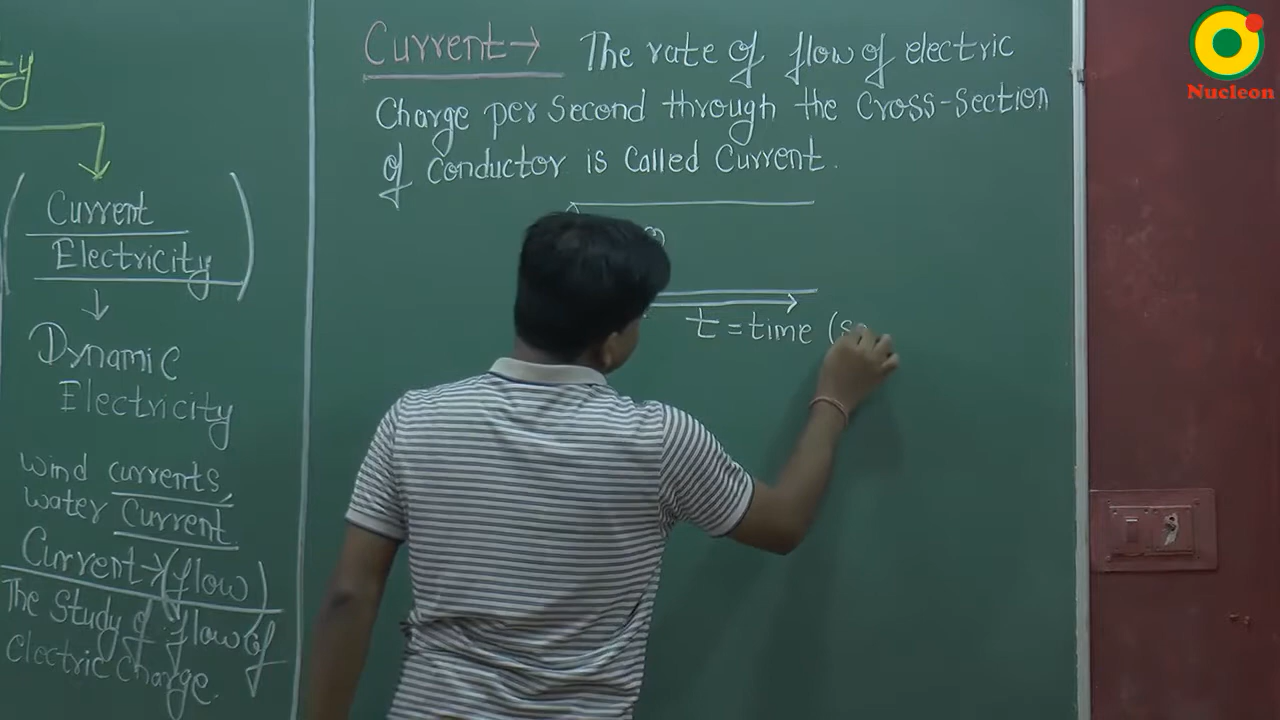 Current
Electricity
Dynamic
Electricity
wind currents,
water Current
Current→(flow)
The Study of flow of
electric charge.
Current→ The rate of flow of electric
Charge per Second through the Cross-Section
of Conductor is Called Current.
t = time (s
Nucleon